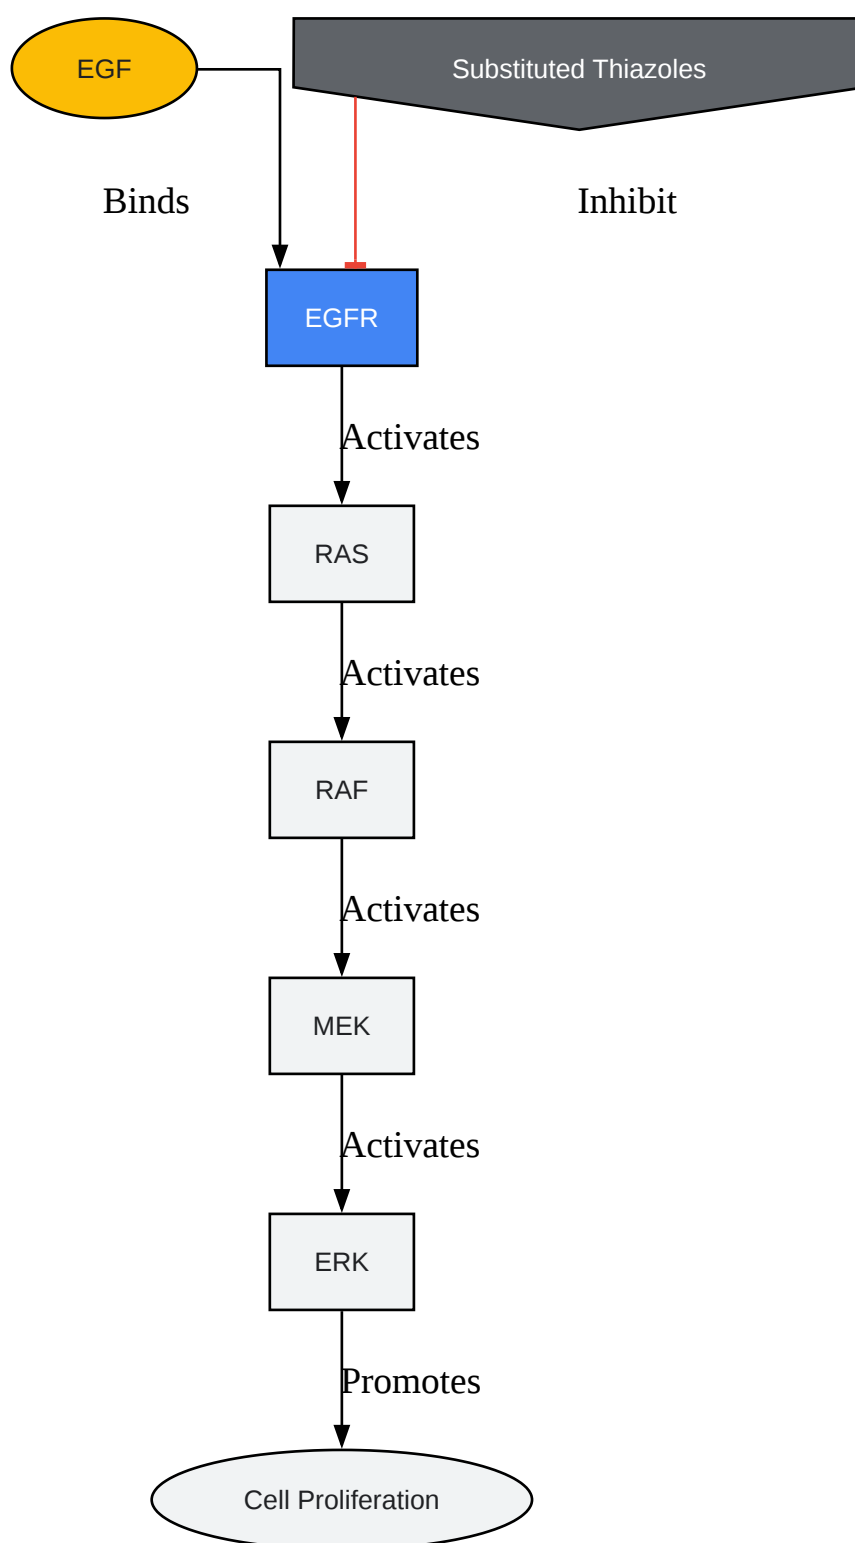 EGF
Substituted Thiazoles
Binds
Inhibit
EGFR
Activates
RAS
Activates
RAF
Activates
MEK
Activates
ERK
Promotes
Cell Proliferation